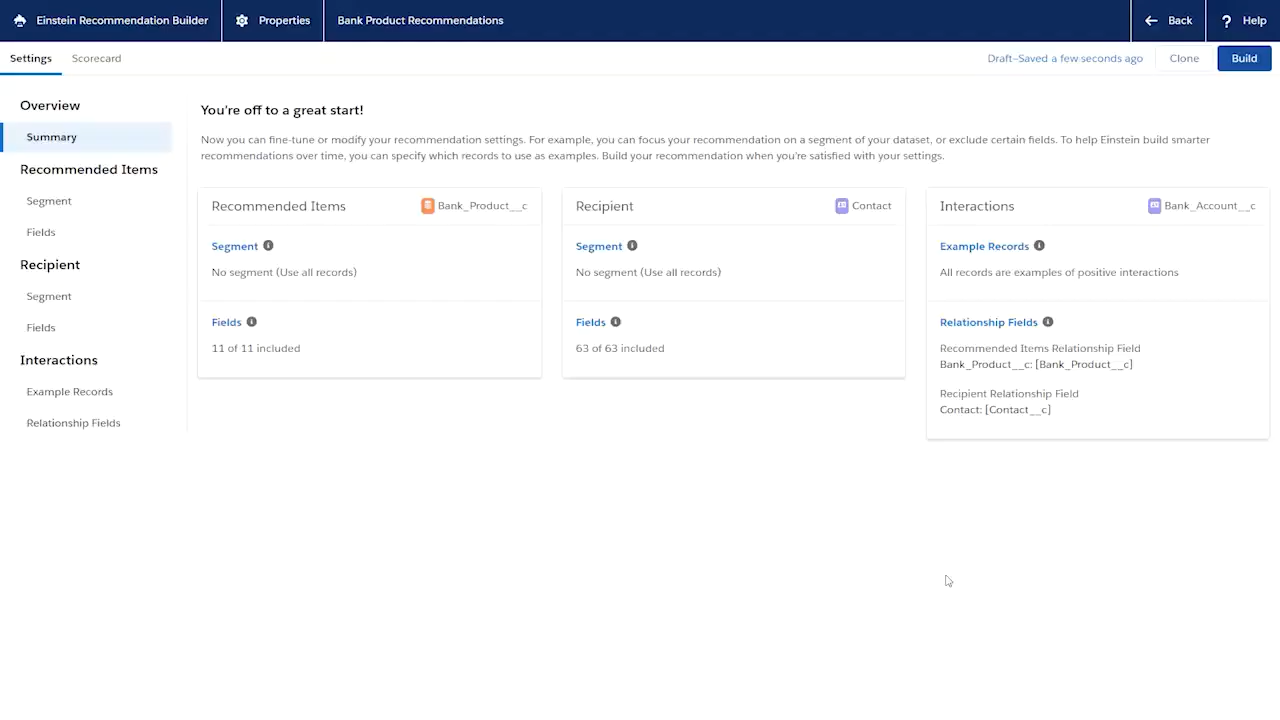 Einstein Recommendation Builder
Properties
Bank Product Recommendations
Back
? Help
Settings
Scorecard
Draft–Saved a few seconds ago
Clone
Build
Overview
Summary
Recommended Items
Segment
Fields
Recipient
Segment
Fields
Interactions
Example Records
Relationship Fields
You're off to a great start!
Now you can fine-tune or modify your recommendation settings. For example, you can focus your recommendation on a segment of your dataset, or exclude certain fields. To help Einstein build smarter
recommendations over time, you can specify which records to use as examples. Build your recommendation when you're satisfied with your settings.
Recommended Items
Bank_Product__c
Segment
No segment (Use all records)
Fields
11 of 11 included
Recipient
Contact
Segment
No segment (Use all records)
Fields
63 of 63 included
Interactions
Bank_Account__c
Example Records
All records are examples of positive interactions
Relationship Fields
Recommended Items Relationship Field
Bank_Product__c: [Bank_Product__c]
Recipient Relationship Field
Contact: [Contact__c]